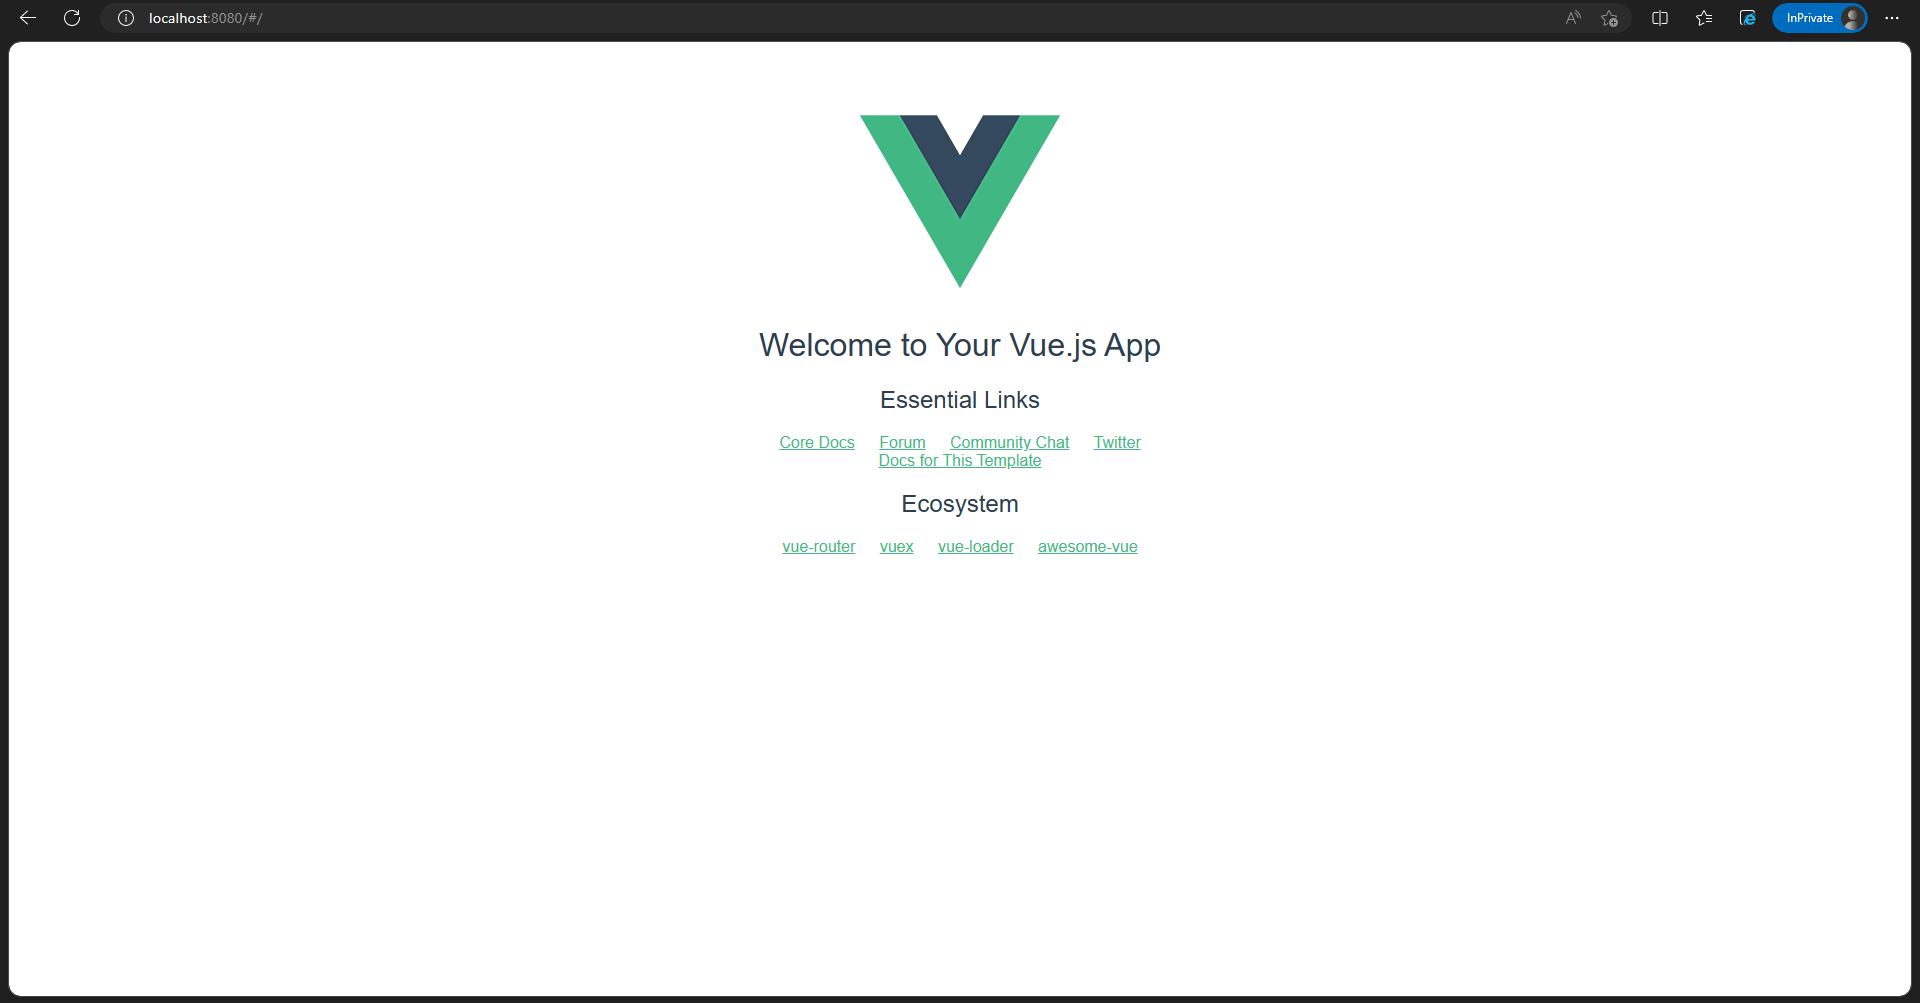 localhost:8080/#/
InPrivate
Welcome to Your Vue.js App
Essential Links
Core Docs Forum Community Chat Twitter
Docs for This Template
Ecosystem
vue-router vuex vue-loader awesome-vue